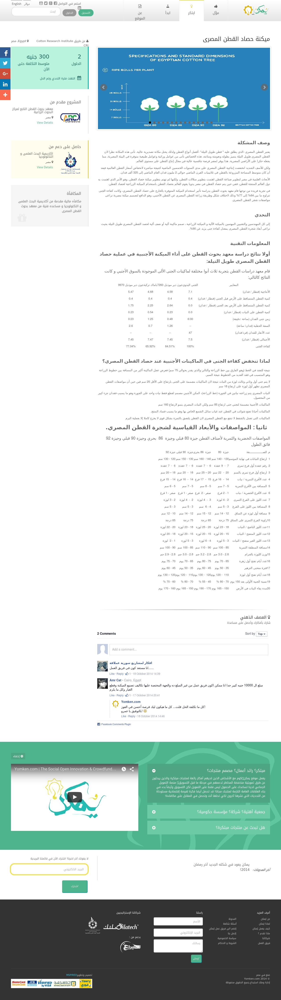 استمر في التواصل
دولار
English
ابحث
الدخول
التسجيل
موّل
ابتكر
ابدأ
عن
الموقع
ميكنة حصاد القطن المصرى
عن طريق Cotton Research Institute
CRI
Egypt, مصر
SPECIFICATIONS AND STANDARD DIMENSIONS
OF EGYPTIAN COTTON TREE
11 RIPE BOLLS PER PLANT
28 BOLLS
21 BOLLS
14 BOLLS
7 BOLLS
GIZA 80
GIZA 86
GIZA 90
GIZA 92
EGYPTIAN COTTON TREE
2
الحلول
300 جنيه
متوسط التكلفة حتى
الآن
انتهت فترة التحدي وتم الحل
المشروع مقدم من
معهد بحوث القطن التابع لمركز
البحوث الزراعية
مصر
View Details
حاصل على دعم من
اكاديمية البحث العلمى و
التكنولوجيا
مصر
View Details
المكافأة
مكافأه مالية مقدمة من أكاديمية البحث العلمى
و التكنولوجيا و مساعده فنية من معهد بحوث
القطن المصرى
وصف المشكلة
يعتبر القطن المصري -الذي يطلق عليه " قطن طويل التيلة" -أفضل أنواع القطن ولذلك يحتل مكانة تصديرية عالية. تأتى هذه المكانة نظرا لان
القطن المصري طويل التيلة يتميز بطوله ونعومته ومتانته، هذه الخصائص تأتى من عوامل وراثية وعوامل طبيعية متوفرة في البيئة المصرية، مما
يجعله حكرا على الأراضي المصرية. هذا يوفر لمصر فرصة تنافسية عالية في مجال إنتاج القطن على مستوي العالم.
ولكن للأسف الشديد انخفضت إنتاجية القطن المصري على مدى السنوات الخمسين الماضية كنتيجة مباشرة لانخفاض أسعار القطن العالمية فبعد
أن كان متوسط المساحة المزروعة بالقطن في ثلاثينيات القرن الماضي حوالي 2 مليون فدان العام الماضي إلى 325 ألف فدان.
الأبحاث العلمية في مصر لتطوير صناعة القطن اهتمت بتطوير سلالات القطن، ولكنها لم تهتم بتطوير ميكنة حصاد القطن. وهو الأمر الذي اهتمت به
دول العالم المنتجة للقطن، ففي حين يتم حصاد القطن في مصر يدويا يقوم العالم بحصاد القطن باستخدام الميكنة الزراعية لحصاد القطن.
في تجربة فريدة من نوعها قام معهد بحوث القطن بدراسة تأثير استخدام الميكنة المتوفرة بالخارج على حصاد القطن المصري، وكانت كفاءة الجنى
تتراوح ما بين 64% إلى 77% وذلك لاختلاف شكل وطريقة زراعة القطن المصري عن القطن الأجنبي، وهو الدافع لتصميم ميكنة مصرية تراعى
مواصفات شجر القطن المصري.
التحدي
إلى كل المهندسين والتقنيين المهتمين بالميكنة الآلية و الميكنة الزراعية ، صمم ماكينة آلية أو نصف آلية لحصد القطن المصري طويل التيلة بحيث
تراعى أبعاد شجرة القطن المصري بمعدل كفاءة جنى يزيد عن 90%.
المعلومات التقنية
أولا نتائج دراسة معهد بحوث القطن على أداء الميكنة الأجنبية في عملية حصاد
القطن المصرى طويل التيلة:
قام معهد دراسات القطن بتجربة ثلاث أنوا مختلفة لماكينات الجنى الآلى الموجودة بالسوق الأجنبي و كانت
النتائج كالتالي:
المعايير الجنى اليدوي جون دير موديل 7260 باماك تركية جون دير موديل 9970
الأنتاجية (قنطار / فدان) 7.1 4.58 4.68 5.47
كمية القطن المتساقط على الأرض قبل الجنى (قنطار / فدان) 0.4 0.4 0.4 0.4
كمية القطن المتساقط على الأرض بعد الجنى (قنطار / فدان) 0.0 2.64 2.25 1.75
كمية القطن على النبات (قنطار / فدان) 0.0 0.23 0.54 0.23
زمن جنى الفدان (ساعة :دقيقة) 6:00 0:48 1:25 0:23
السعة الحقلية (فدان/ ساعة) -- 1.26 0.7 2.6
عدد الأنفار للفدان (فرد/فدان) 47 -- -- --
الأجمالى (قنطار / فدان) 7.5 7.45 7.47 7.45
كفاءة الجنى 100% 64.51% 65.92% 77.04%
لماذا تنخفض كفاءة الجنى في الماكينات الأجنبية عند حصاد القطن المصري؟
نتيجة للفقد في الخط (وهو الفارق بين خط الزراعة والتالي والذي يقدر بحوالي 75 سم) ففرض عجل الماكينة أكبر من المسافة بين خطوط الزراعة
وهو المتسبب في فقد العديد من الخطوط نتيجة السير.
لا يتم جنى أول وثاني وثالث لوزة من النبات نتيجة لان الماكينات مصممة على الجنى بارتفاع على الأقل 25 سم فين حين أن مواصفات القطن
المصري تظهر أول لوزة على ارتفاع 18 سم
النبات المصري يتم زراعته نباتين في الجورة (خط الزراعة)، المكن الأجنبي مصمم لقطع فقط نبات واحد على الجورة وهو ما يسبب فقدان جزء كبير
من المحصول.
الماكينات الأجنبية مصممة لتجني حتى ارتفاع 85 سم ولكن النبات المصري ينمو لارتفاع 160 سم
الماكينات أحيانا تضع شوائب في القطن عند غياب سائل الشمع الخاص بها وهو ما يسبب فساد المنتج.
الماكينات التى تعمل بالشفط لا تنفع مع القطن المصري لان القطن يلتصق بالثمرة بشكل قوى لا يخرج كاملا إلا بعملية البرم
ثانيا : المواصفات والأبعاد القياسية لشجرة القطن المصري.
المواصفات الخضرية والثمرية لأصناف القطن جيزة 80 قبلي وجيزة 86 بحري وجيزة 90 قبلي وجيزة 92
فائق الطول
م الصفة جيزة 80 جيزة 86 بحرى جيزة 90 قبلى جيزة 92
1 ارتفاع النباتات فى نهاية الموسم 130 - 140 سم 140 - 160 سم 130 - 150 سم 120 - 130 سم
2 رقم عقدة أول فرع ثمرى 7 - 9 عقدة 6 - 7 عقدة 6 - 7 عقدة 6 - 7 عقدة
3 ارتفاع أول فرع ثمرى بالسم 20 - 22 سم 20 – 25 سم 18 - 20 سم 18 – 20 سم
4 عدد الأفرع الثمرية / نبات 14 - 16 فرع 15 - 17 فرع 14 - 16 فرع 14 - 15 فرع
5 المسافة بين الأفرع الثمرية 5 - 7 سم 5 - 8 سم 5 - 7 سم 5 - 6 سم
6 عدد الأفرع الخضرية / نبات 1 - 2 فرع صفر - 2 فرع صفر - 1 فرع صفر - 1 فرع
7 عدد اللوز على الفرع الثمرى 2 - 4 لوزة 3 - 4 لوزة 2 - 4 لوزة 2 - 3 لوزة
8 المسافة بين اللوز على الفرع 3 - 5 سم 4 - 6 سم 3 - 5 سم 3 - 5 سم
9 مسافة أول لوزه عن الساق 12 - 14 سم 12 - 15 سم 12 - 14 سم 10 - 12 سم
10 زاوية الفرع الثمرى على الساق 75 درجة 65 درجة 75 درجة 65 درجة
11 عدد اللوز الناضج / النبات 18 - 23 لوزة 20 - 25 لوزة 18 - 23 لوزة 20 - 22 لوزة
12 عدد اللوز المتفتح / النبات 15 - 20 لوزة 15 - 20 لوزة 15 - 20 لوزة 18 - 20 لوزة
13 عدد اللوز الغير متفتح / النبات 3 - 5 لوزة 4 - 6 لوزة 3 - 5 لوزة 1 - 2 لوزة
14 مسافة المنطقة الثمرية 85 - 100 سم 90 - 110 سم 85 - 100 سم 90 - 100 سم
15 وزن اللوزة بالجرام 2.8 - 3.0 جم 2.8 - 3.2 جم 2.8 - 3.0 جم 2.8 - 2.9 جم
16 عدد أيام تفتح أول زهرة 65 - 70 يوم 75 - 80 يوم 65 - 70 يوم 70 - 75 يوم
17 فترة منحنى التزهير 35 - 50 يوم 45 - 60 يوم 35 - 50 يوم 45 - 60 يوم
18 عدد أيام تفتح أول لوزة 110 - 120 يوم 120 - 130 يوم 110 - 120 يوم 120 – 130 يوم
19 نسبة الجنية الأولى بعد 150 يوم 70 - 80 % 45 - 55 % 70 - 80 % 60 - 70 %
20 مدة بقاء النبات فى الأرض 150 - 165 يوم 170 - 190 يوم 150 - 165 يوم 160 - 170 يوم
العصف الذهني
شارك بأفكارك وأحصل على مساعدة
2 Comments
Sort by Top
Add a comment...
افكار لمشاريع سورية عملاقة
انا مستعد كون في فريق العمل......
Like · Reply · 1 · 18 October 2014 14:39
Amr Cat · Cairo, Egypt
مبلغ ال 10000 جنيه كبير جدا انا ممكن اكون فريق عمل من غير المبلغ ده والجهة المختصة عليها تكاليف تصنيع الميكنة وقطع
الغيار وكل ما يلزم
Like · Reply · 1 · 17 October 2014 20:41
Yomken.com
كل ما تكلفة الحل قلت... كل ما هيكون ليك فرصة أحسن في الفوز!
بالتوفيق يا عمرو!
Like · Reply · 18 October 2014 14:46
Facebook Comments Plugin
إخفاء
Yomken.com | The Social Open Innovation & Crowdfund...
مبتكر؟ رائد أعمال؟ مصمم منتجات؟
يعمل موقع يمكن كوم مع الأشخاص الذين لديهم أفكار رائعة لمنتجات مبتكرة والذين يبحثون
عن طرق تمويلية منخفضة المخاطر لدعمهم في مرحلة ما قبل التسويق منصة التمويل
الجماعي لدينا تساعدك على الحصول ليس فقط على التمويل لكن التسويق وأيضاً بدء في
بناء العلاقات العامة اللازمة لمنتجك مجانا! قد تحصل أيضا فكرة لفرصة إقتصادية مستوحاة
من التحديات التي نشرها آخرون لكي تحلها أنت وتحصل في المقابل على مكافاءة!
جمعية أهلية؟ شركة؟ مؤسسة حكومية؟
هل تبحث عن منتجات مبتكرة؟
آخر المدونات:
يمكن يعود في شكله الجديد آخر رمضان
2014!
لا يفوتك آخر اخبرنا! اشترك الأن في قائمتنا البريدية
البريد الالكتروني
اشترك
أعرف المزيد
عن يُمكن
لماذا يُمكن
كيف يعمل يُمكن
ماذا نقدم ؟
شركائنا
فريق العمل
المدونة
أسئلة شائعة
إنضم الى فريق عمل يُمكن
إتصل بنا
سياسة الخصوصية
الشروط و الاحكام
راسلنا
الأسم
البريد الإلكتروني
رسالتك
إرسل
شركائنا الإستراتيجيين
ilatech
بدعم من :
صنع في مصر
© 2014 Yomken.com
إدارة وملك استبداع،جميع الحقوق محفوظة
تصميم وتطوير MSPIRED
MasterCard. SecureCode
JCB J/Secure
VERIFIED by VISA
NATIONAL BANK OF EGYPT
fawry فوري